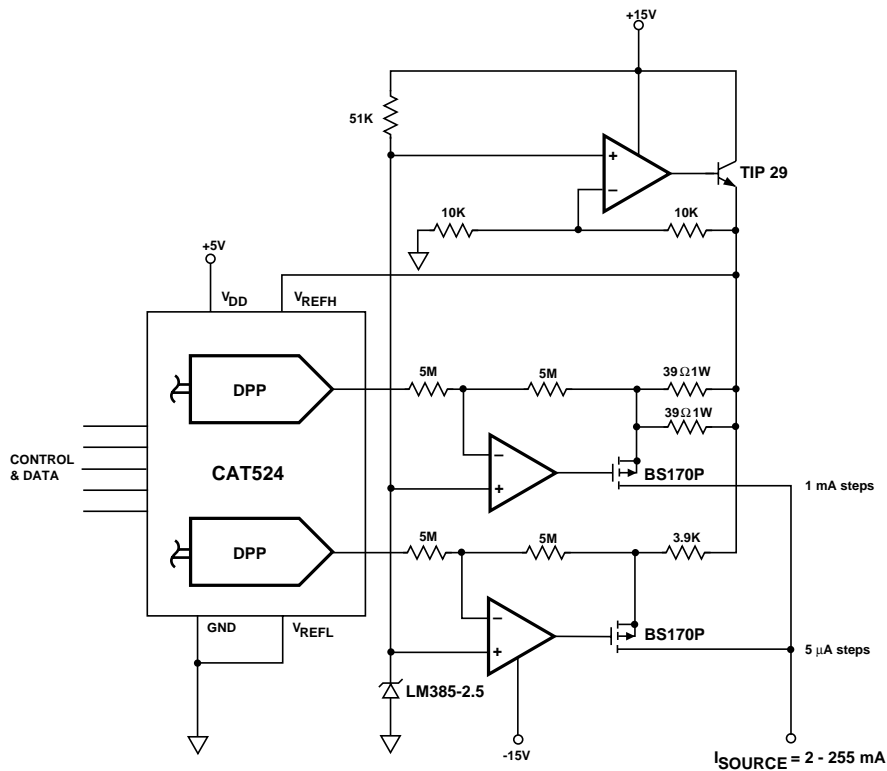 +15V
51K
+
−
TIP 29
10K
10K
+5V
VDD
VREFH
5M
5M
39Ω1W
39Ω1W
DPP
−
+
BS170P
CONTROL
& DATA
CAT524
1 mA steps
5M
5M
3.9K
DPP
−
+
BS170P
GND
VREFL
5 μA steps
LM385-2.5
-15V
ISOURCE = 2 - 255 mA